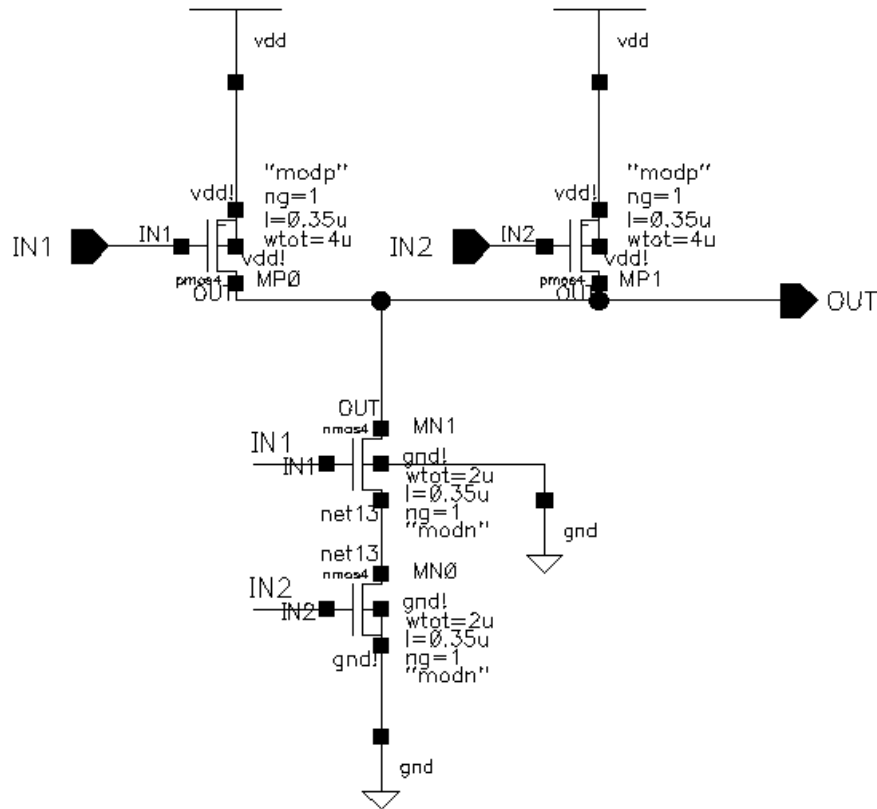 vdd
vdd
"modp"
ng=1
l=0.35u
wtot=4u
vdd!
IN1
IN1
vdd!
pmos4
MP0
OUT
"modp"
ng=1
l=0.35u
wtot=4u
vdd!
IN2
IN2
vdd!
pmos4
MP1
OUT
OUT
OUT
nmos4
MN1
IN1
IN1
gnd!
wtot=2u
l=0.35u
ng=1
"modn"
net13
gnd
net13
nmos4
MN0
IN2
IN2
gnd!
wtot=2u
l=0.35u
ng=1
"modn"
gnd!
gnd